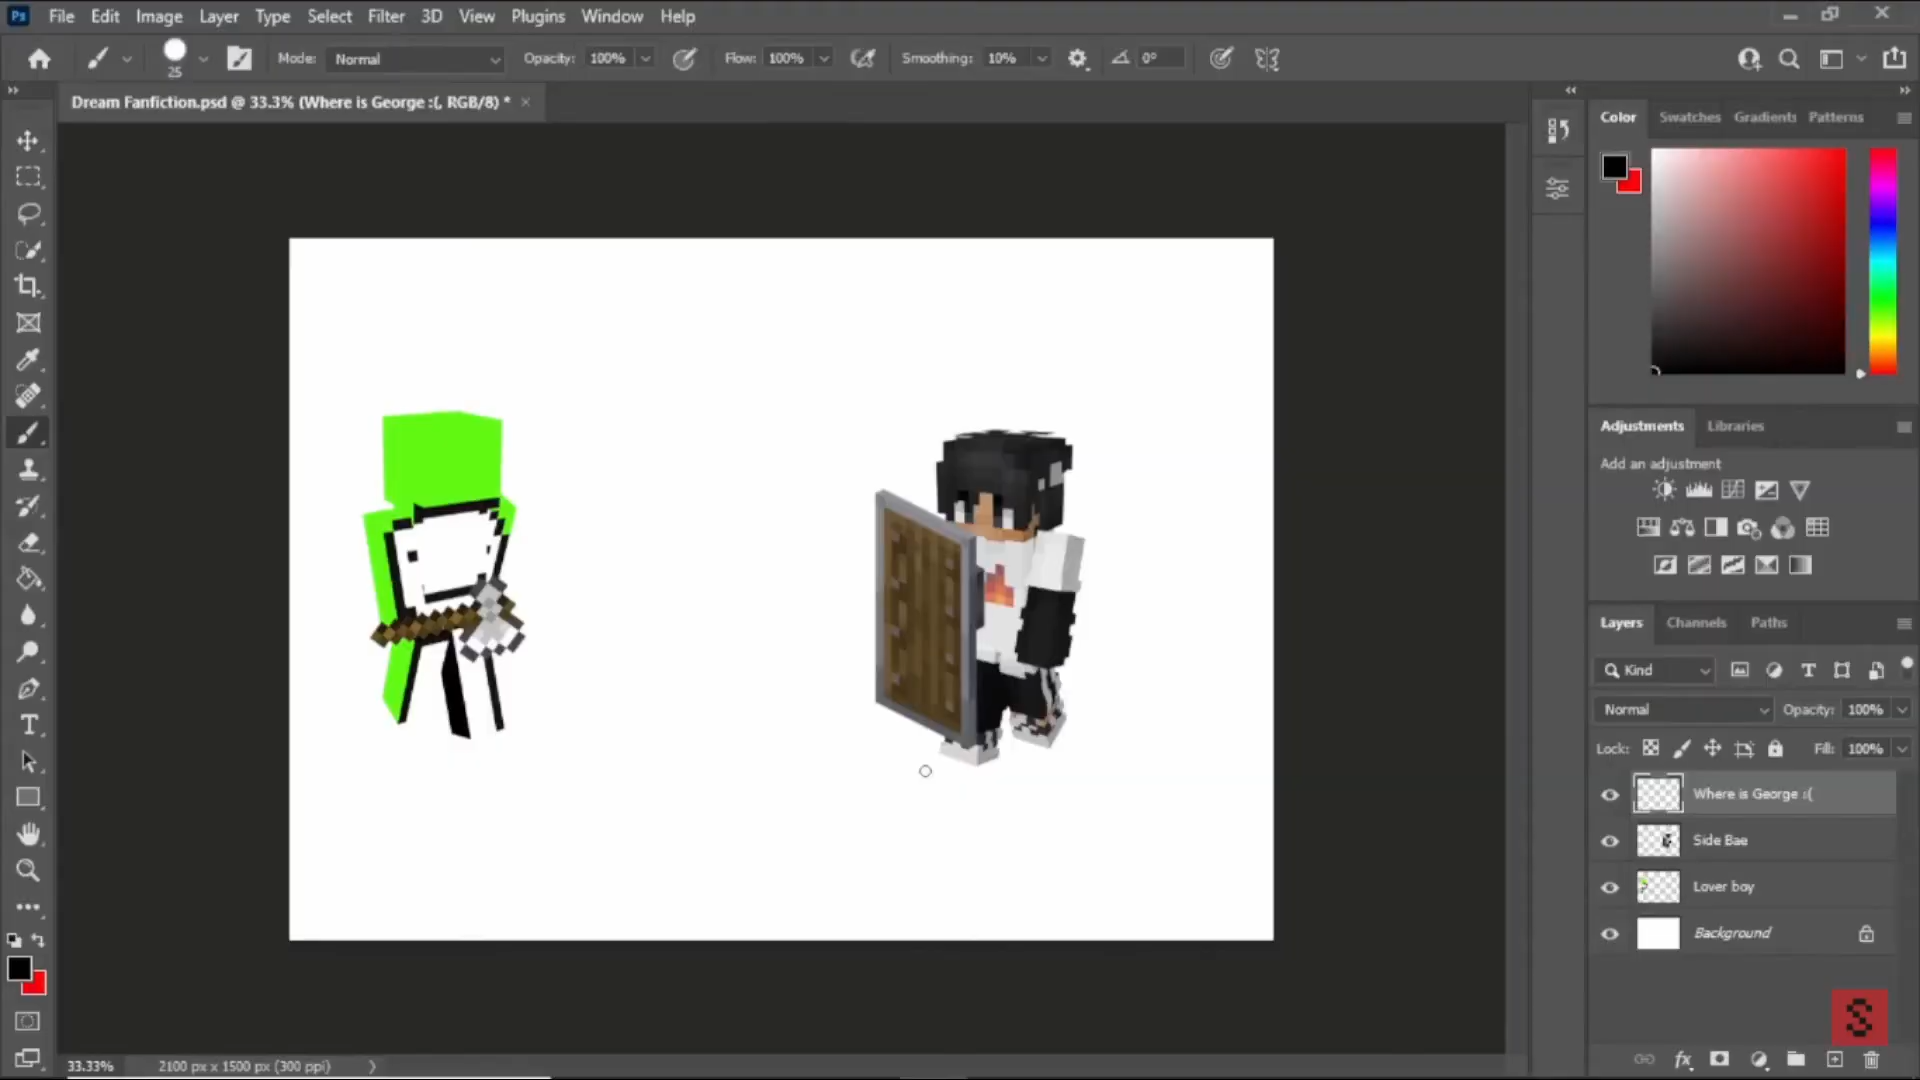 Ps File Edit Image Layer Type Select Filter 3D View Plugins Window Help
25 Mode: Normal Opacity: 100% Flow: 100% Smoothing: 10% 0°
Dream Fanfiction.psd @ 33.3% (Where is George :(, RGB/8) * ×
Color Swatches Gradients Patterns
Adjustments Libraries
Add an adjustment
Layers Channels Paths
Kind
Normal Opacity: 100%
Lock: Fill: 100%
Where is George :(
Side Bae
Lover boy
Background
S
fx
33.33% 2100 px x 1500 px (300 ppi)